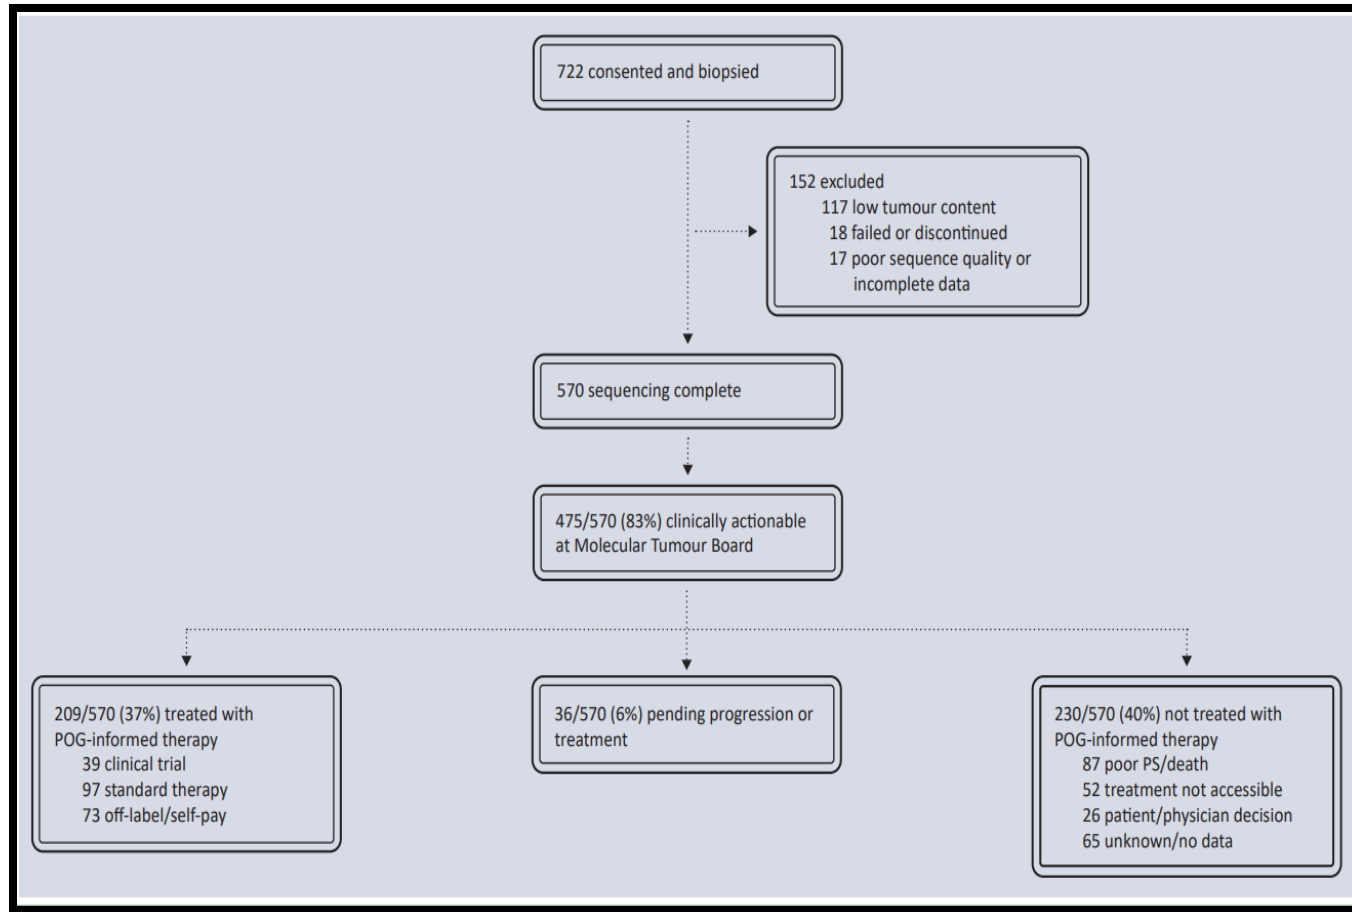 722 consented and biopsied
152 excluded
117 low tumour content
18 failed or discontinued
17 poor sequence quality or
incomplete data
570 sequencing complete
475/570 (83%) clinically actionable
at Molecular Tumour Board
209/570 (37%) treated with
POG-informed therapy
39 clinical trial
97 standard therapy
73 off-label/self-pay
36/570 (6%) pending progression or
treatment
230/570 (40%) not treated with
POG-informed therapy
87 poor PS/death
52 treatment not accessible
26 patient/physician decision
65 unknown/no data